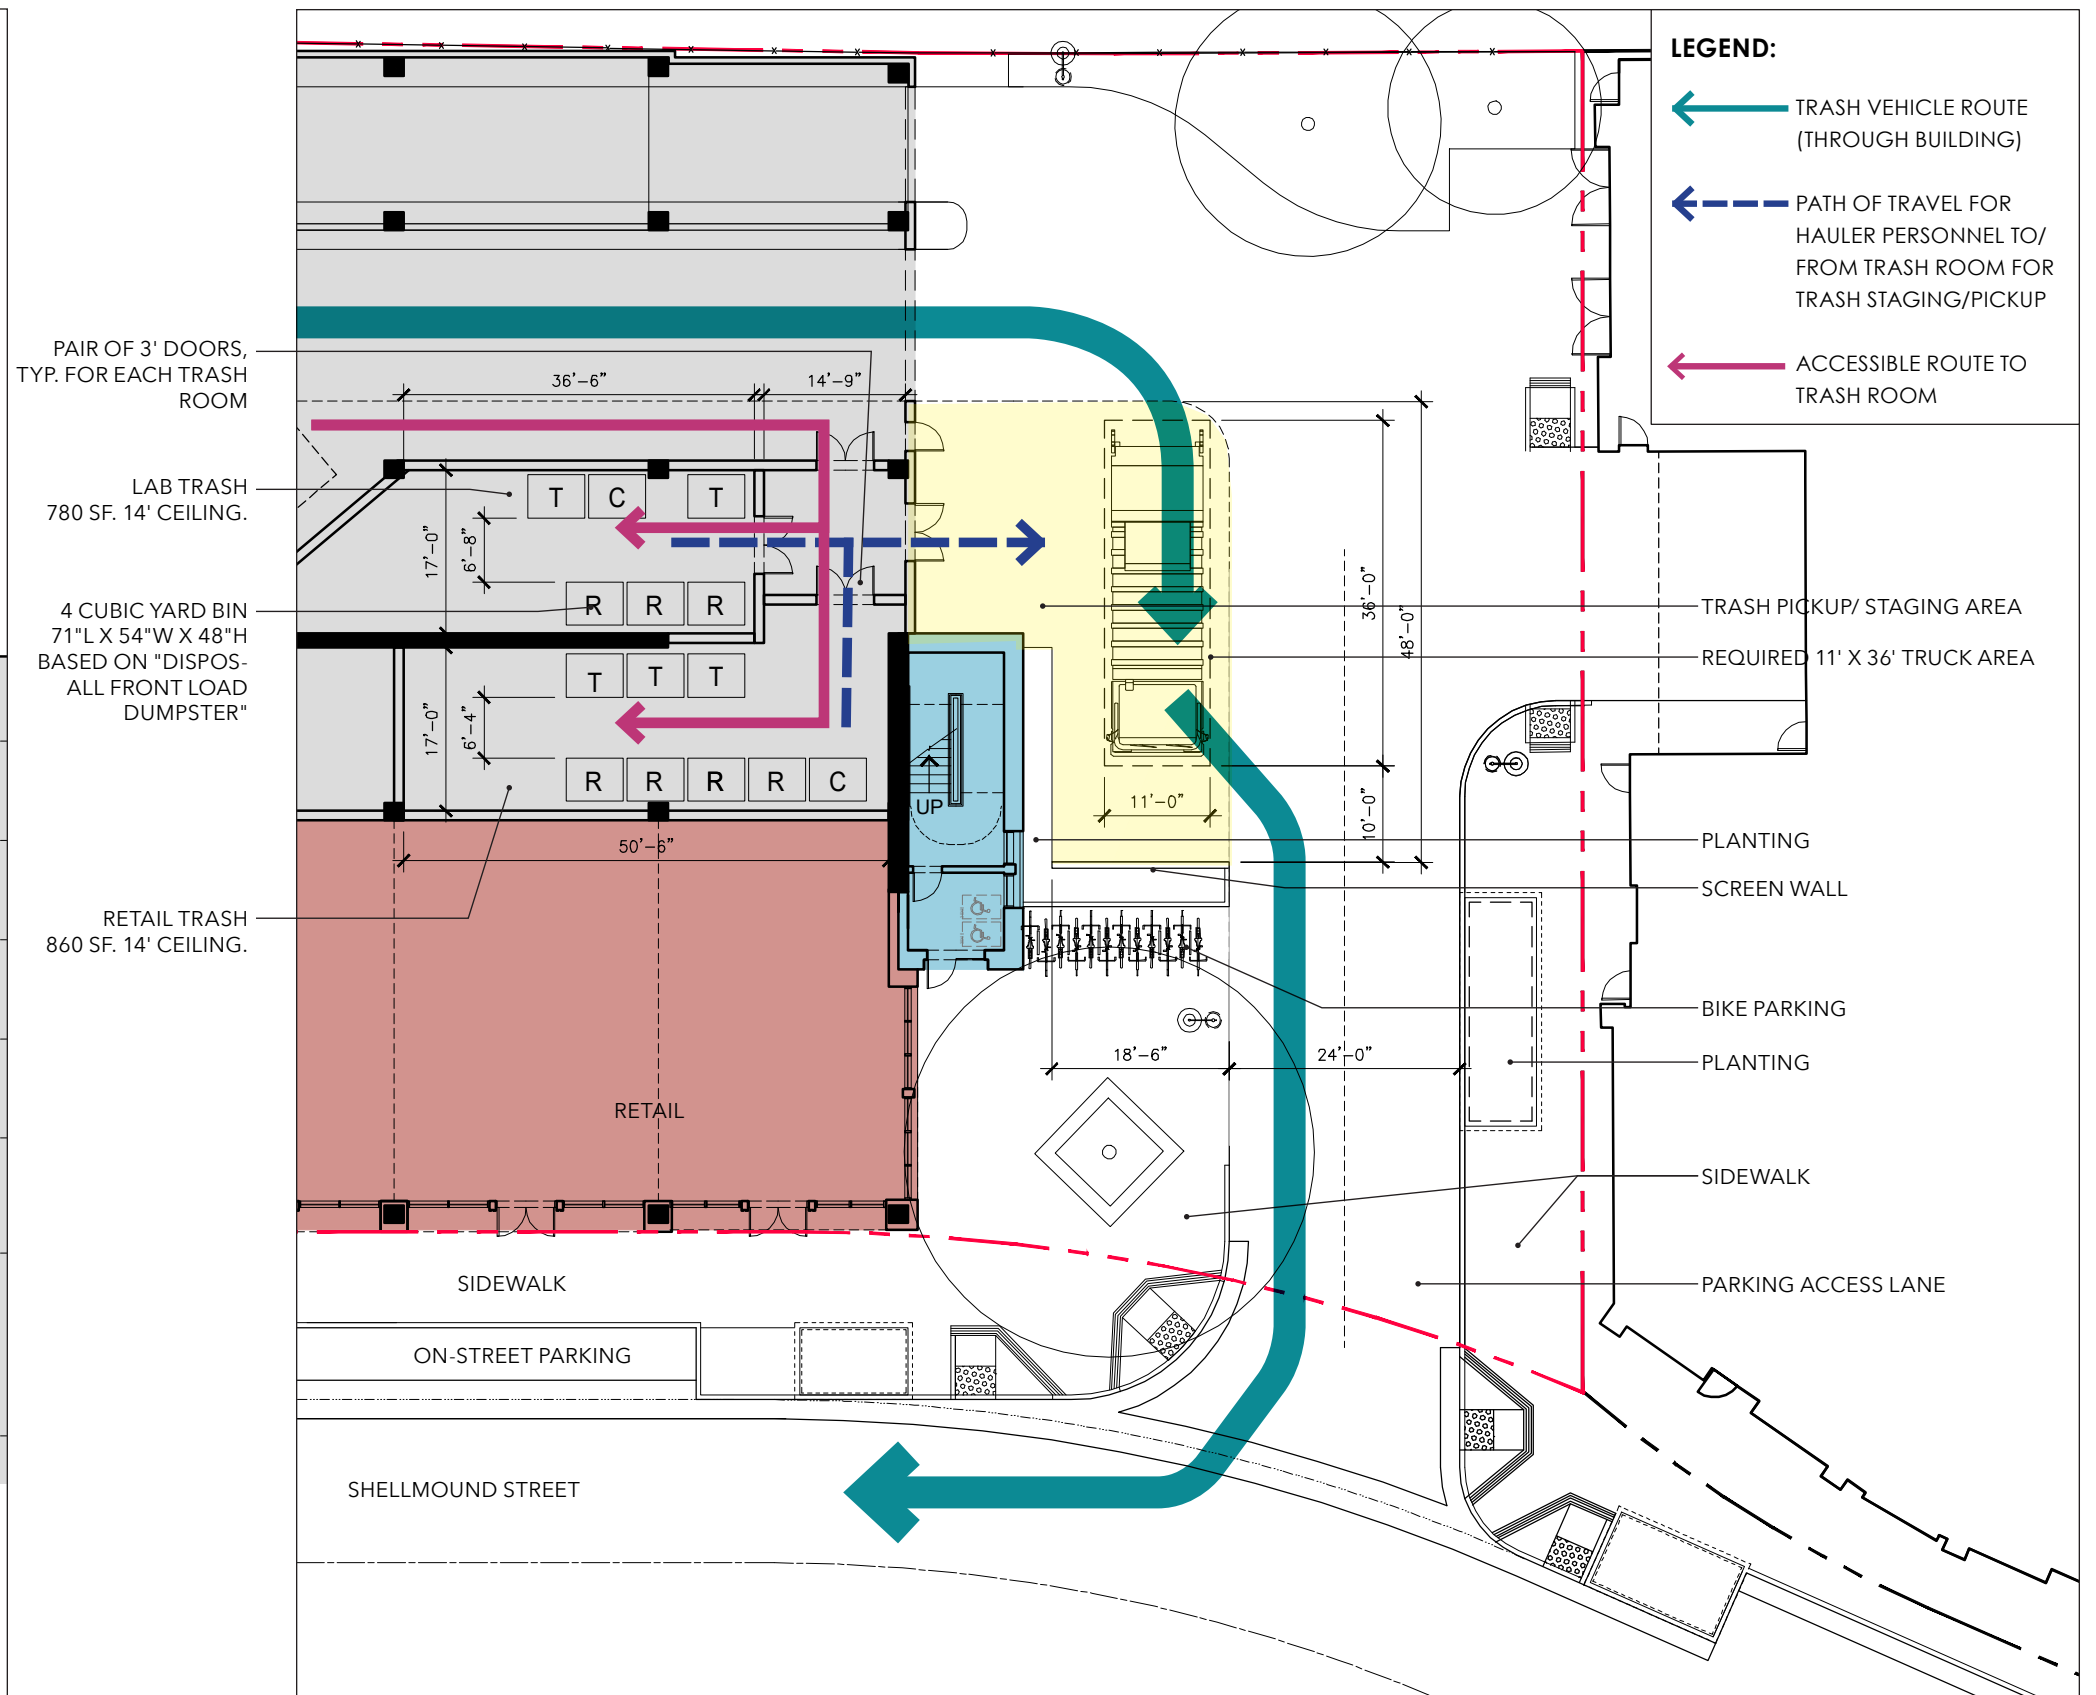 LEGEND:
TRASH VEHICLE ROUTE
(THROUGH BUILDING)
PATH OF TRAVEL FOR
HAULER PERSONNEL TO/
FROM TRASH ROOM FOR
TRASH STAGING/PICKUP
ACCESSIBLE ROUTE TO
TRASH ROOM
PAIR OF 3' DOORS,
TYP. FOR EACH TRASH
ROOM
36'-6"
14'-9"
LAB TRASH
780 SF. 14' CEILING.
T C T
17'-0"
6'-8"
4 CUBIC YARD BIN
71"L X 54"W X 48"H
BASED ON "DISPOS-
ALL FRONT LOAD
DUMPSTER"
R R R
T T T
17'-0"
6'-4"
R R R R C
50'-6"
RETAIL TRASH
860 SF. 14' CEILING.
UP
36'-0"
48'-0"
11'-0"
10'-0"
TRASH PICKUP/ STAGING AREA
REQUIRED 11' X 36' TRUCK AREA
PLANTING
SCREEN WALL
BIKE PARKING
18'-6"
24'-0"
PLANTING
RETAIL
SIDEWALK
PARKING ACCESS LANE
SIDEWALK
ON-STREET PARKING
SHELLMOUND STREET